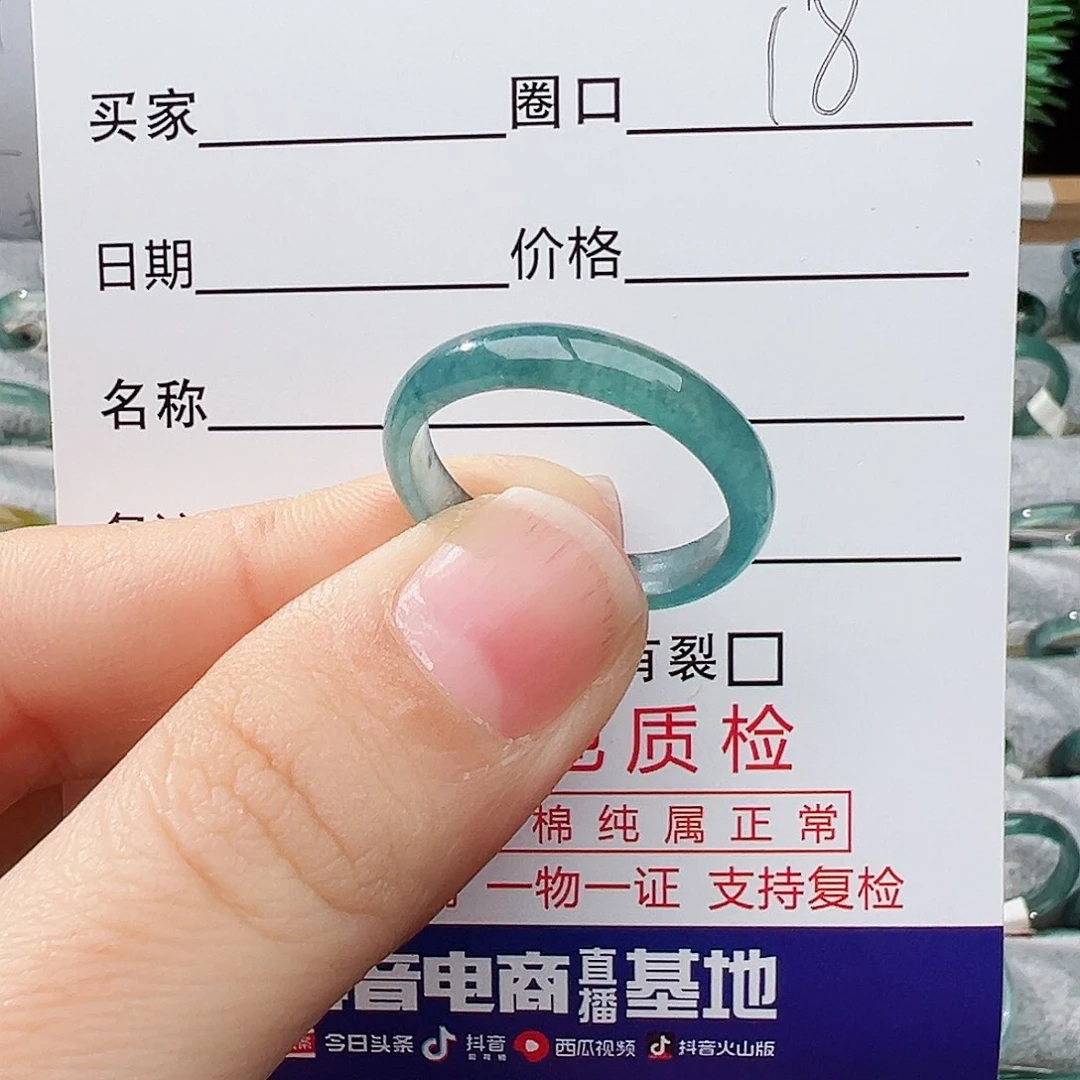 18
买家 圈口
日期 价格
名称
有裂
质检
棉纯属正常
一物一证 支持复检
音电商直播基地
今日头条 抖音 西瓜视频 抖音火山版